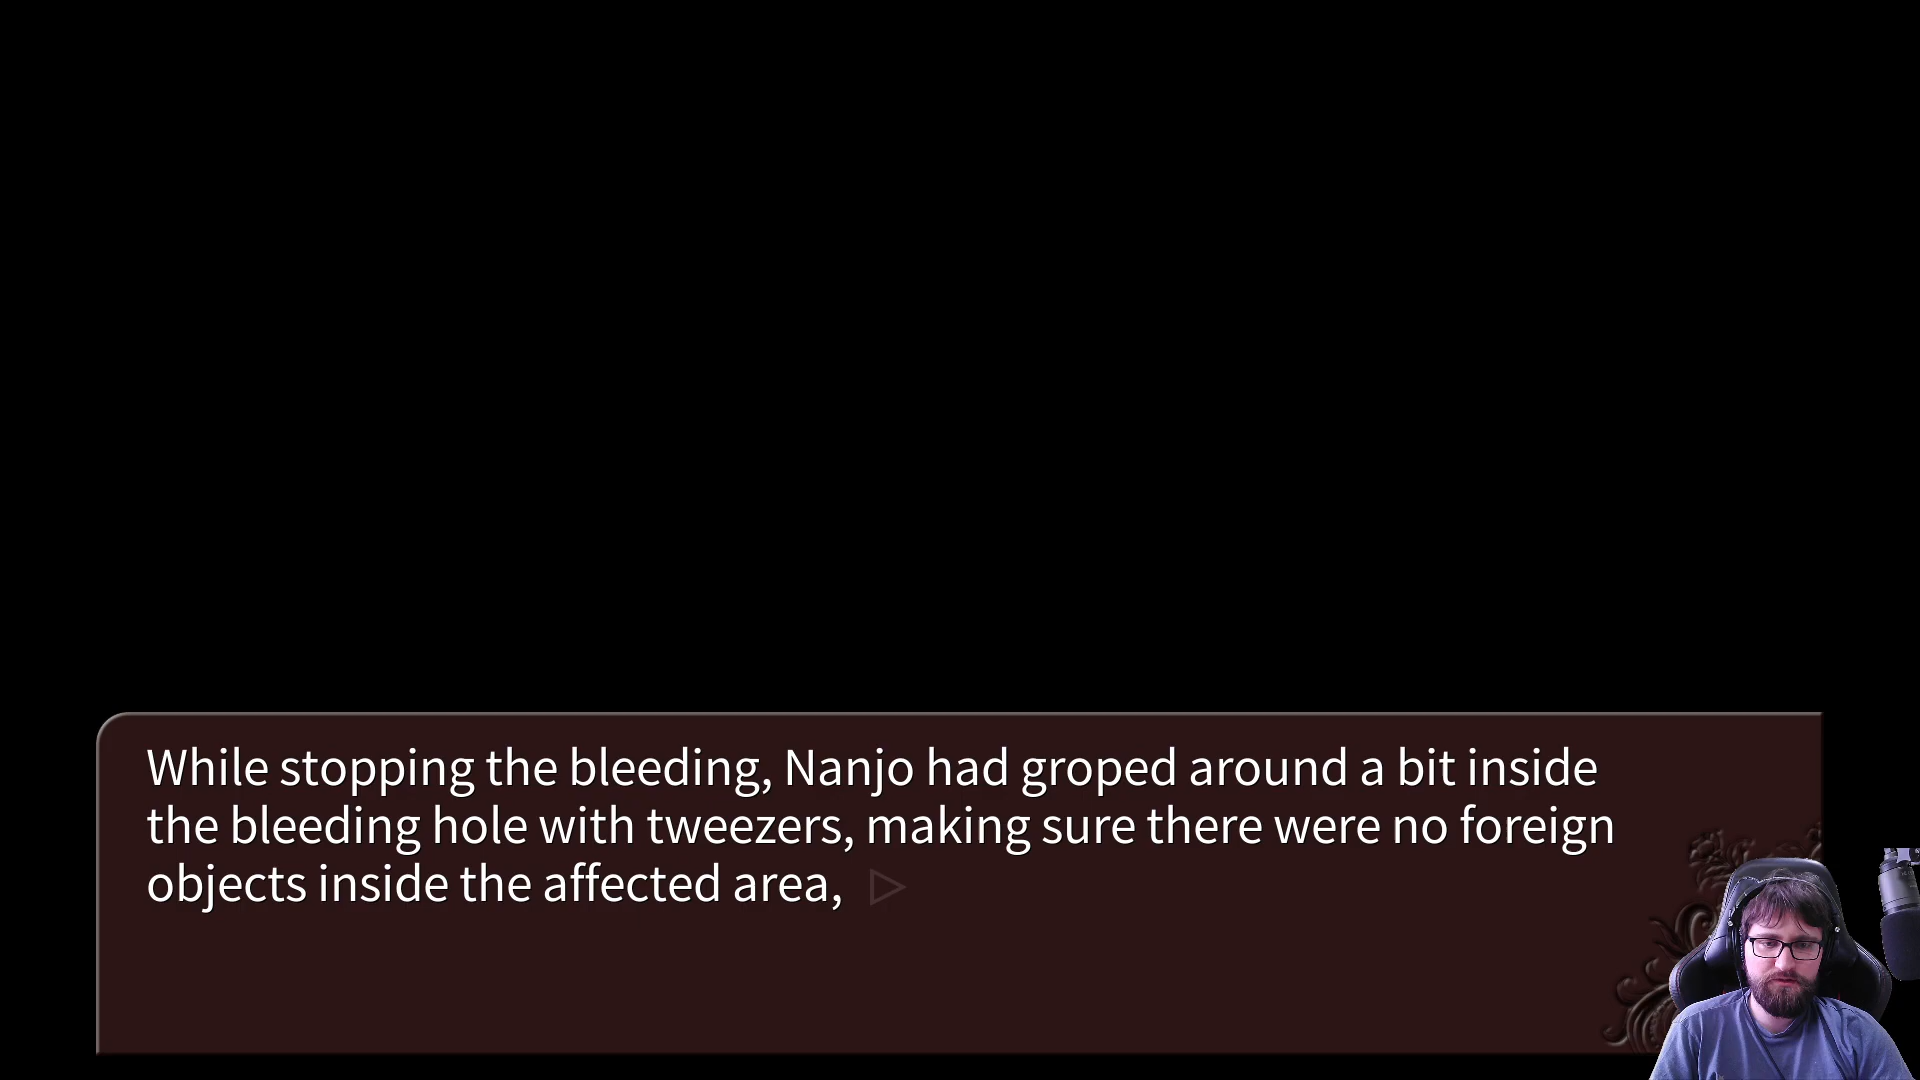 While stopping the bleeding, Nanjo had groped around a bit inside
the bleeding hole with tweezers, making sure there were no foreign
objects inside the affected area,